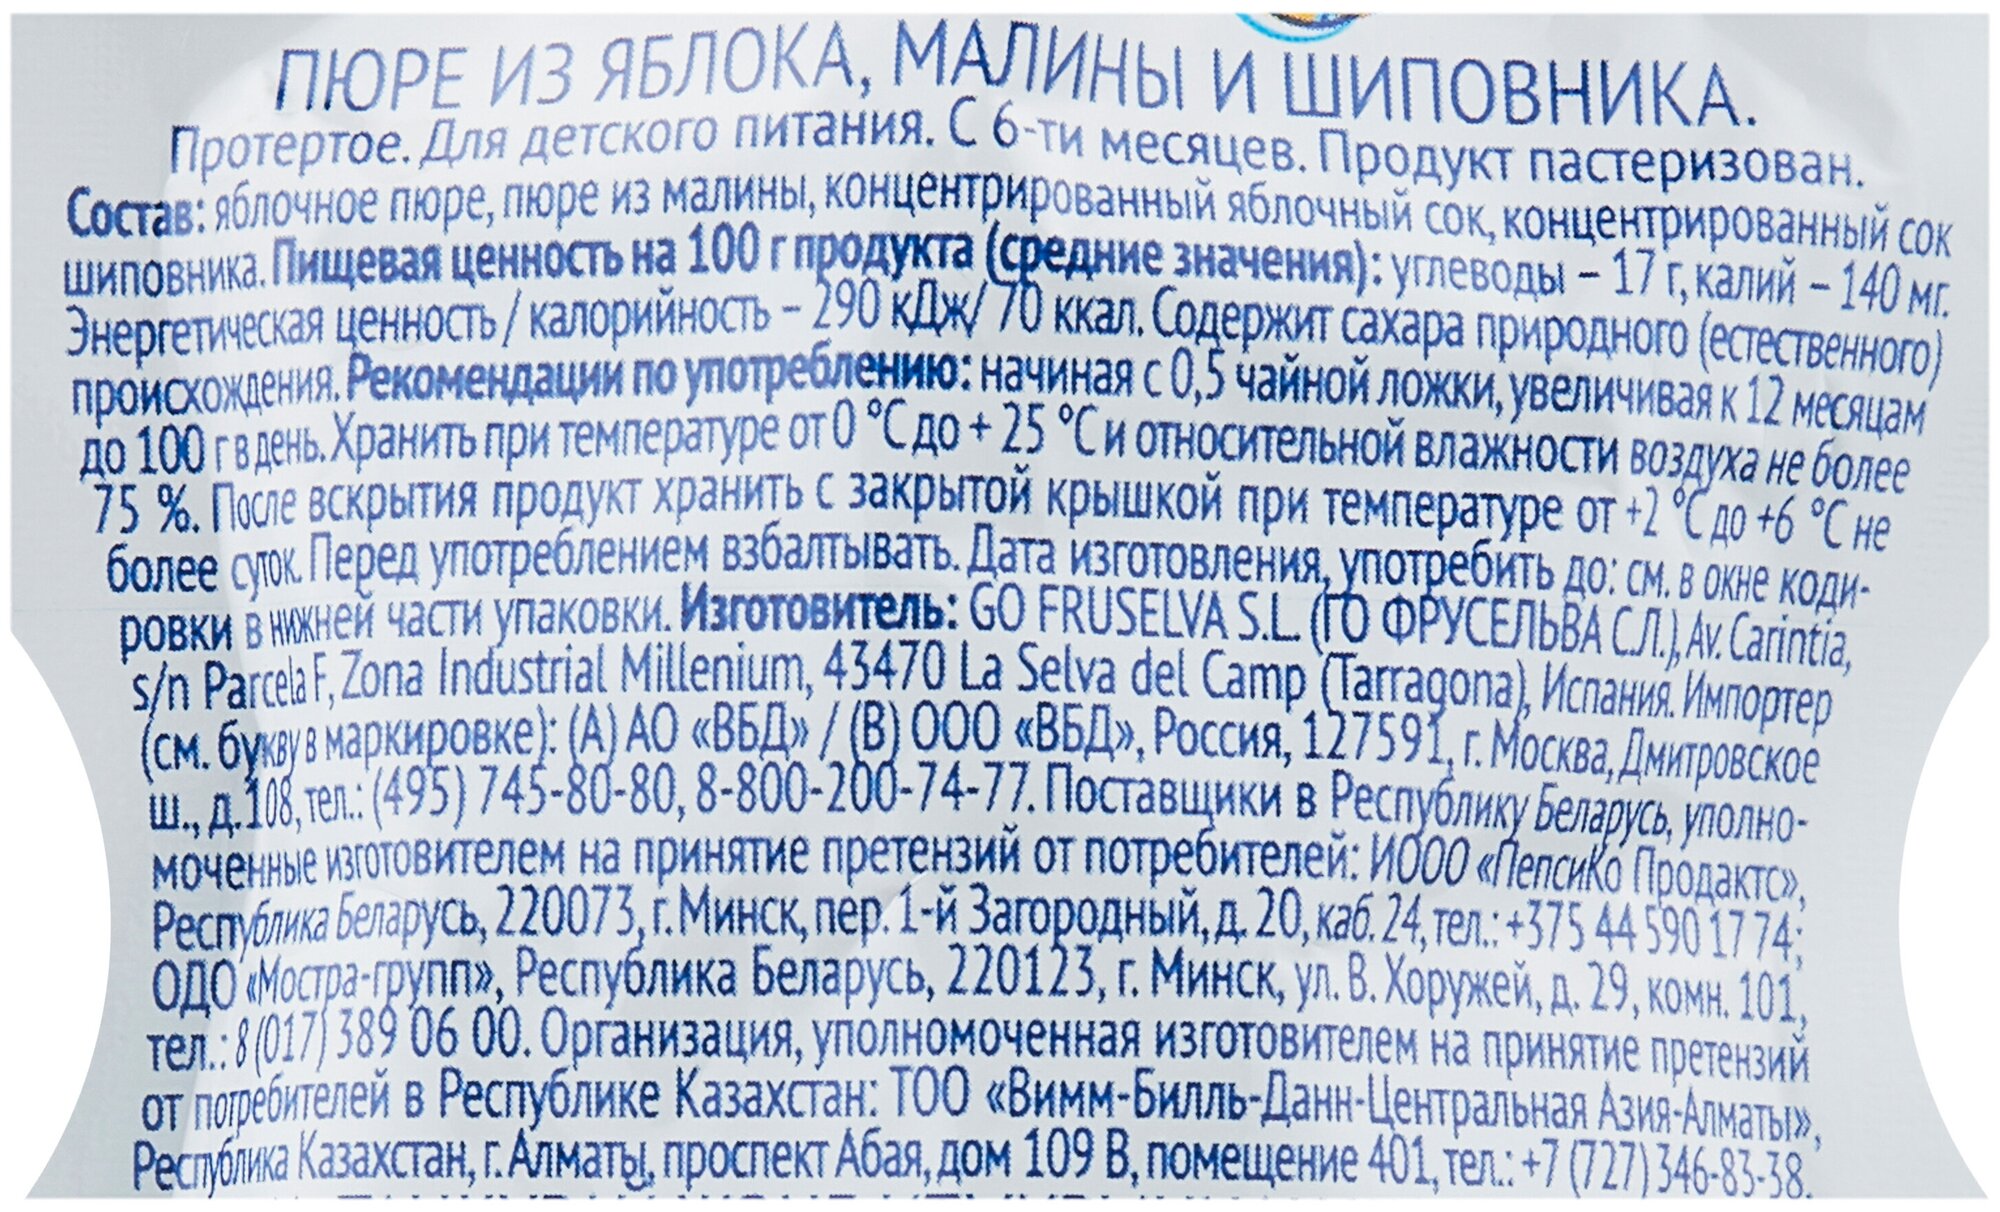 ПЮРЕ ИЗ ЯБЛОКА, МАЛИНЫ И ШИПОВНИКА.
Протертое. Для детского питания. С 6-ти месяцев. Продукт пастеризован.
Состав: яблочное пюре, пюре из малины, концентрированный яблочный сок, концентрированный сок
шиповника. Пищевая ценность на 100 г продукта (средние значения): углеводы – 17 г, калий – 140 мг.
Энергетическая ценность / калорийность – 290 кДж/ 70 ккал. Содержит сахара природного (естественного)
происхождения. Рекомендации по употреблению: начиная с 0,5 чайной ложки, увеличивая к 12 месяцам
до 100 г в день. Хранить при температуре от 0 °С до + 25 °С и относительной влажности воздуха не более
75 %. После вскрытия продукт хранить с закрытой крышкой при температуре от +2 °С до +6 °С не
более суток. Перед употреблением взбалтывать. Дата изготовления, употребить до: см. в окне коди-
ровки в нижней части упаковки. Изготовитель: GO FRUSELVA S.L. (ГО ФРУСЕЛЬВА С.Л.), Av. Carintia,
s/n Parcela F, Zona Industrial Millenium, 43470 La Selva del Camp (Tarragona), Испания. Импортер
(см. букву в маркировке): (А) АО «ВБД» / (В) ООО «ВБД», Россия, 127591, г. Москва, Дмитровское
ш., д. 108, тел.: (495) 745-80-80, 8-800-200-74-77. Поставщики в Республику Беларусь, уполно-
моченные изготовителем на принятие претензий от потребителей: ИООО «ПепсиКо Продактс»,
Республика Беларусь, 220073, г. Минск, пер. 1-й Загородный, д. 20, каб. 24, тел.: +375 44 590 17 74;
ОДО «Мостра-групп», Республика Беларусь, 220123, г. Минск, ул. В. Хоружей, д. 29, комн. 101,
тел.: 8 (017) 389 06 00. Организация, уполномоченная изготовителем на принятие претензий
от потребителей в Республике Казахстан: ТОО «Вимм-Билль-Данн-Центральная Азия-Алматы»,
Республика Казахстан, г. Алматы, проспект Абая, дом 109 В, помещение 401, тел.: +7 (727) 346-83-38.